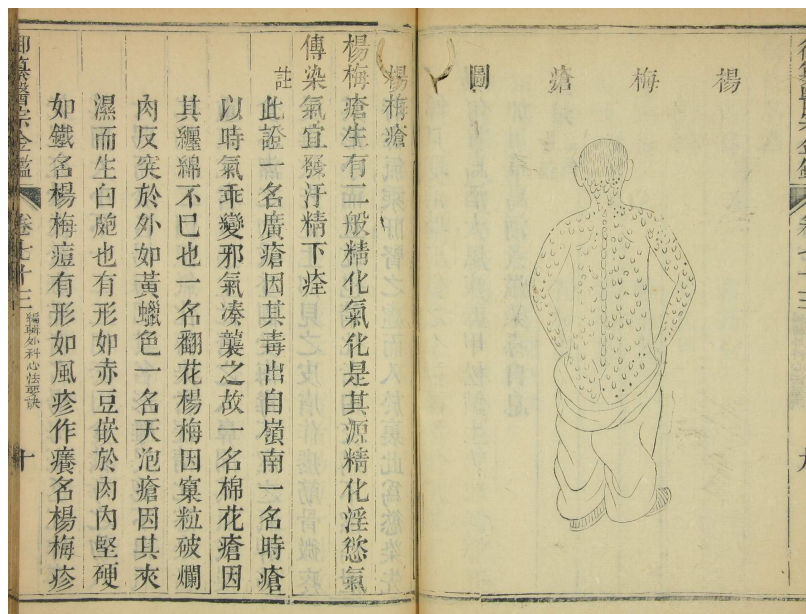 楊梅瘡圖
楊梅瘡
楊梅瘡生有二般精化氣化是其源精化淫慾氣
傳染氣宜發汗精下痊
註
此證一名廣瘡因其毒出自嶺南一名時瘡
以時氣乖變邪氣湊襲之故一名棉花瘡因
其纏綿不已也一名翻花楊梅因窠粒破爛
肉反突於外如黃蠟色一名天泡瘡因其夾
濕而生白皰也有形如赤豆嵌於肉內堅硬
如鐵名楊梅痘有形如風疹作癢名楊梅疹
御纂醫宗金鑑
卷七十三
編輯外科心法要訣
十